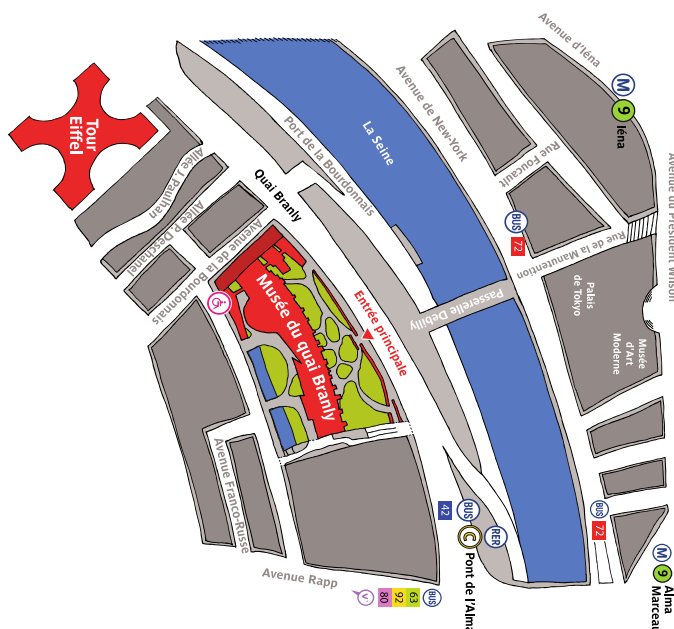 Avenue d'Iéna
M
9
Iéna
Avenue du Président Wilson
Avenue de New-York
Rue Foucault
BUS
72
Rue de la Manutention
La Seine
Port de la Bourdonnais
Tour
Eiffel
Allée J. Paulhan
Allée P. Deschanel
Quai Branly
Avenue de la Bourdonnais
Passerelle Debilly
Palais
de Tokyo
Musée
d'Art
Moderne
Entrée principale
Musée du quai Branly
Avenue Franco-Russe
Avenue Rapp
42
BUS
RER
C
Pont de l'Alma
BUS
72
M
9
Alma
Marceau
BUS
63
92
80
V